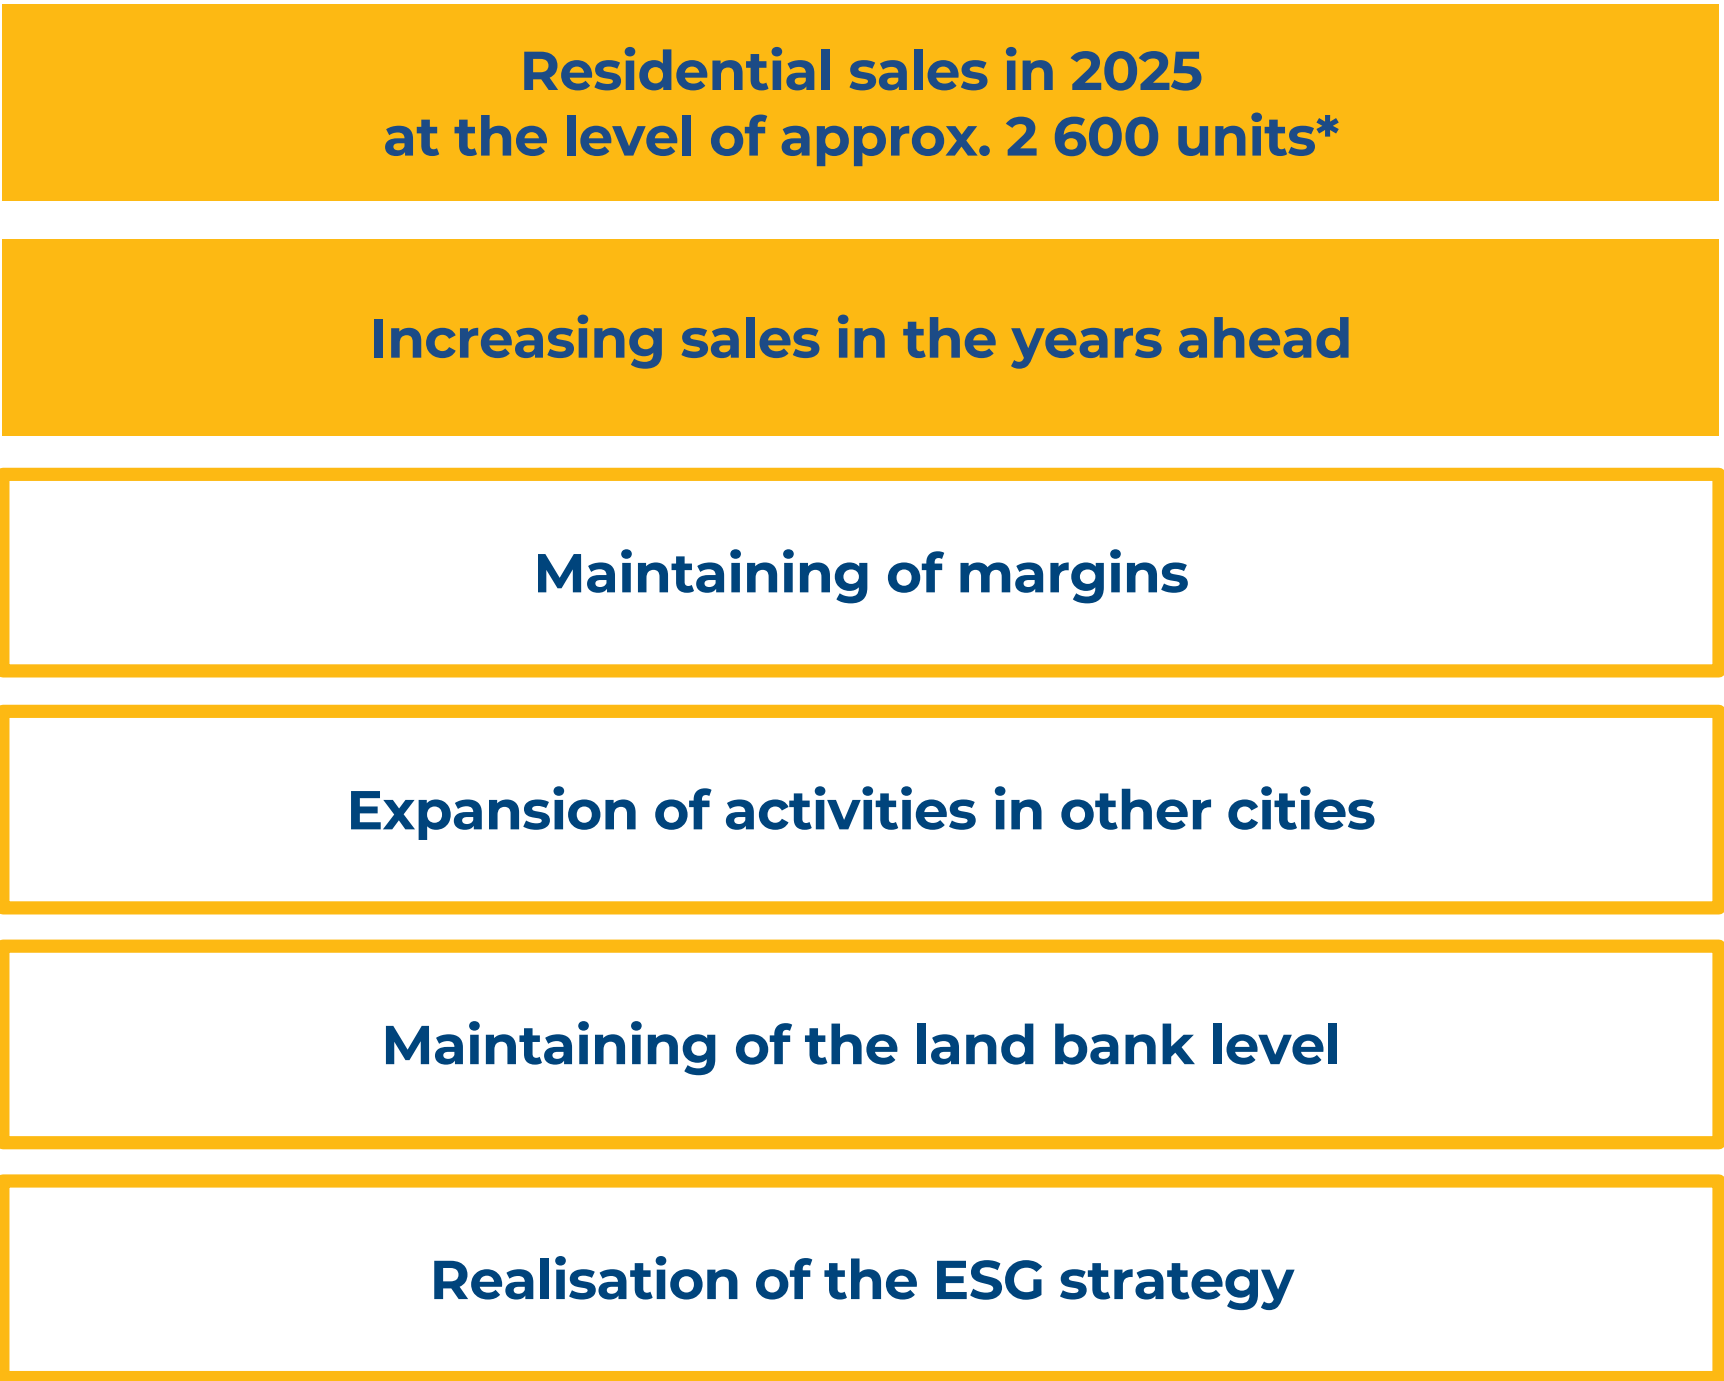 Residential sales in 2025
at the level of approx. 2 600 units*
Increasing sales in the years ahead
Maintaining of margins
Expansion of activities in other cities
Maintaining of the land bank level
Realisation of the ESG strategy